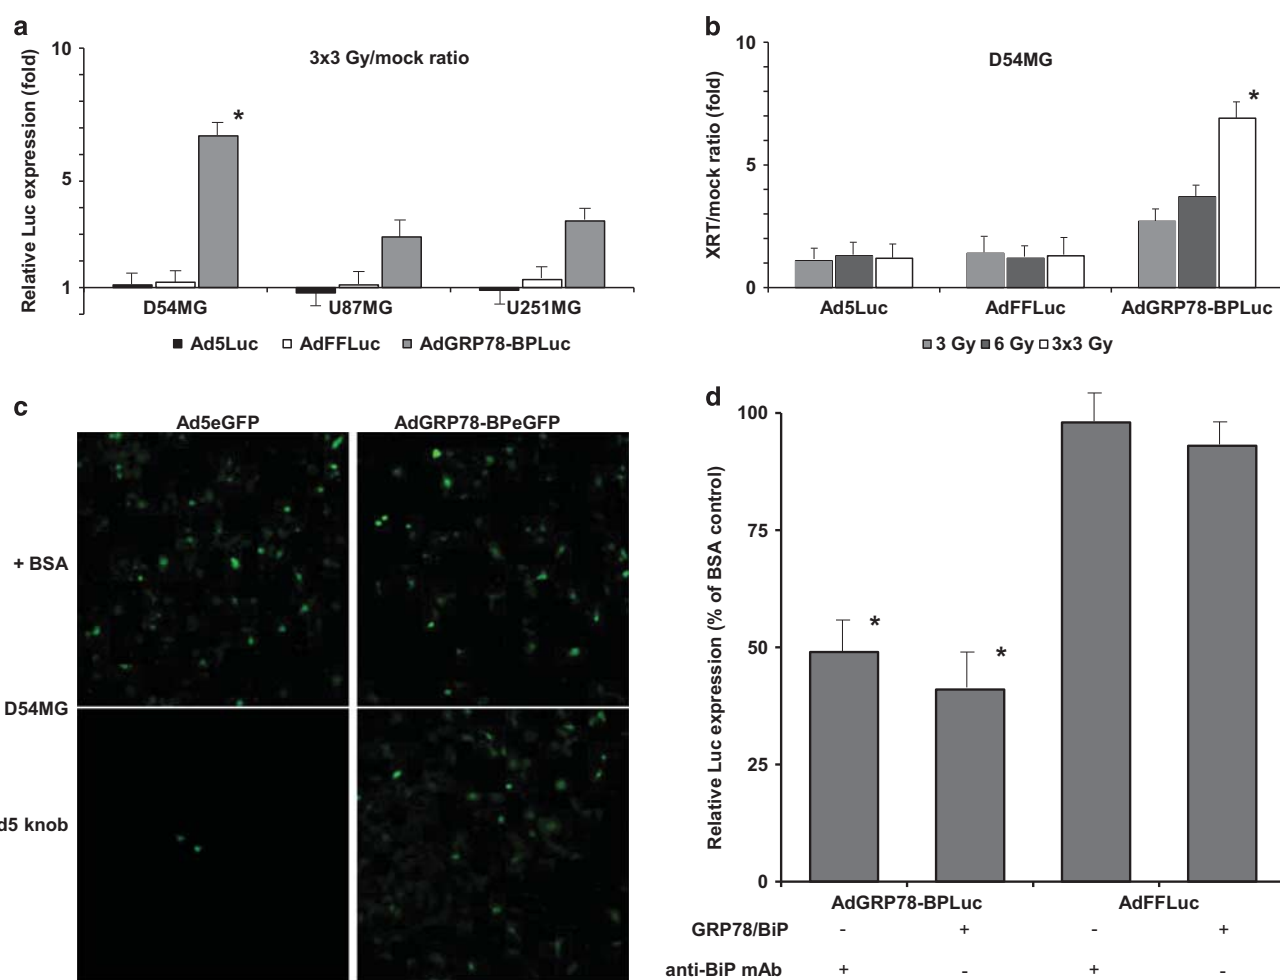 a
3x3 Gy/mock ratio
Relative Luc expression (fold)
10
5
1
*
D54MG U87MG U251MG
Ad5Luc AdFFLuc AdGRP78-BPLuc
b
D54MG
XRT/mock ratio (fold)
10
5
0
*
Ad5Luc AdFFLuc AdGRP78-BPLuc
3 Gy 6 Gy 3x3 Gy
c
Ad5eGFP AdGRP78-BPeGFP
+ BSA
D54MG
d5 knob
d
Relative Luc expression (% of BSA control)
100
75
50
25
0
* *
AdGRP78-BPLuc AdFFLuc
GRP78/BiP - + - +
anti-BiP mAb + - + -